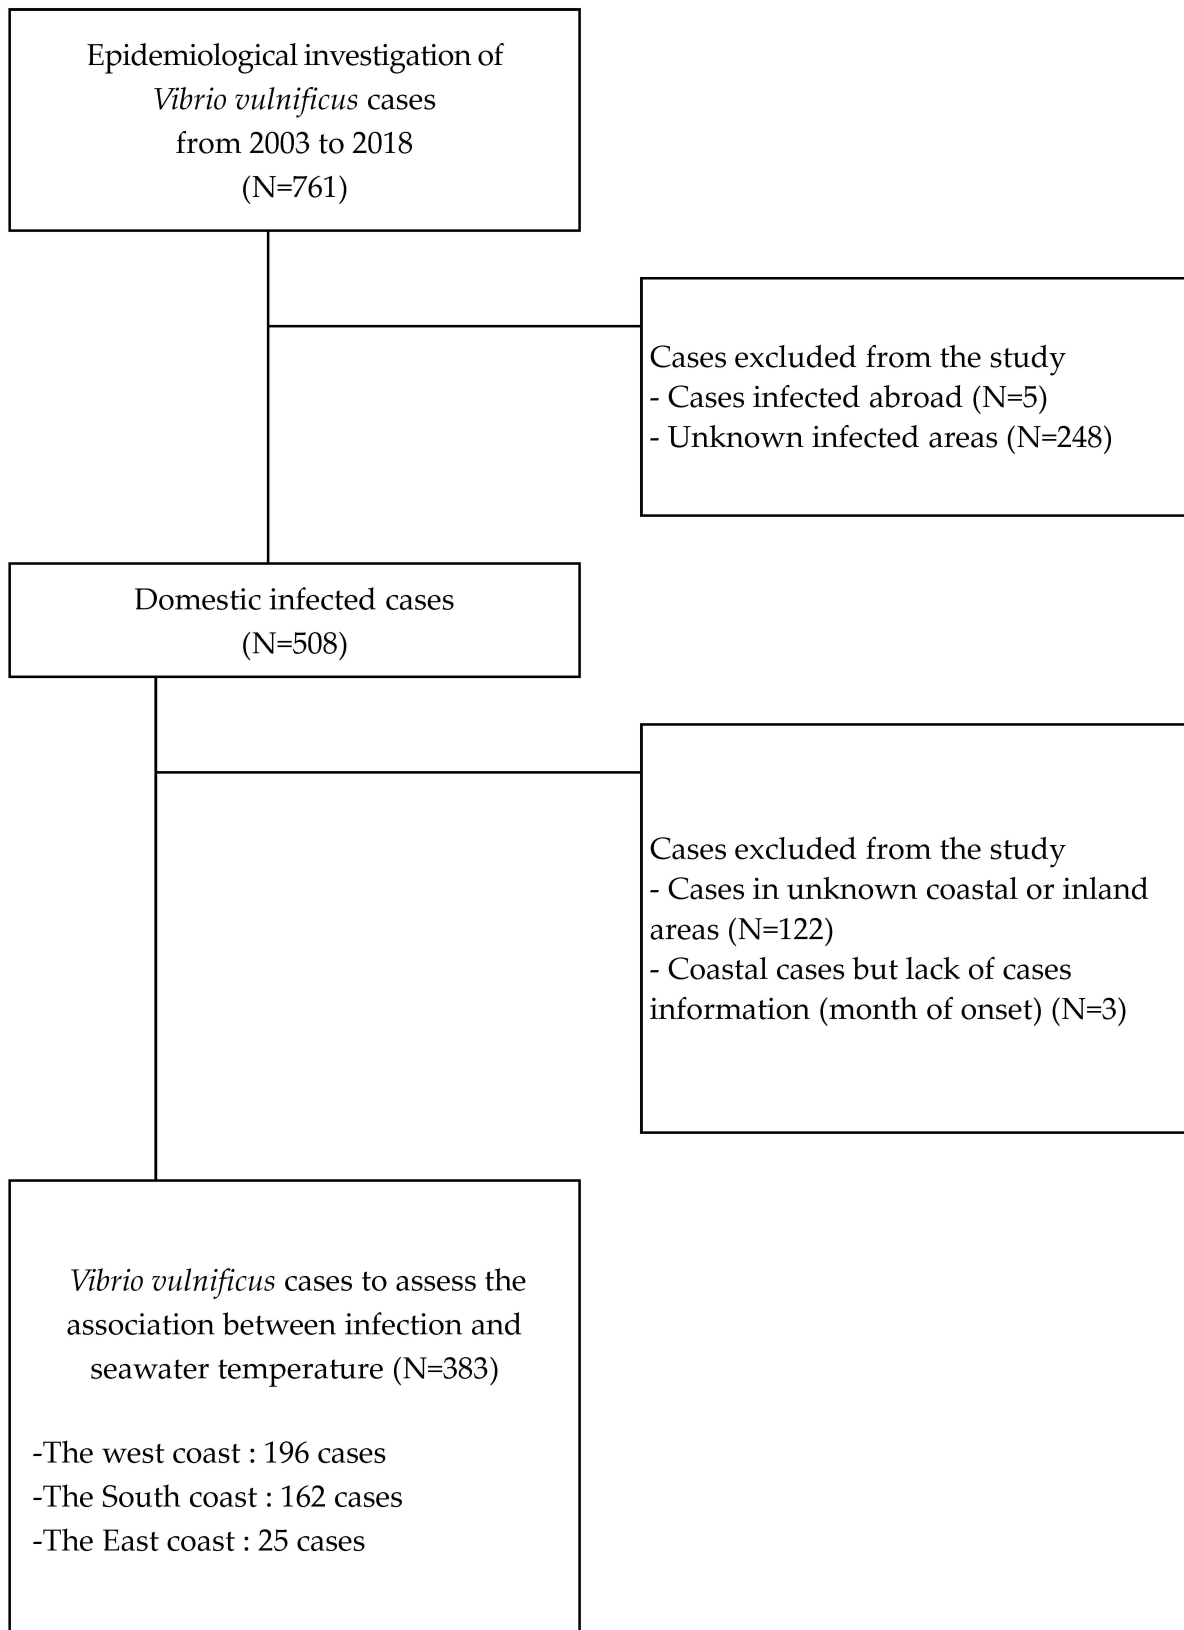 Epidemiological investigation of
Vibrio vulnificus cases
from 2003 to 2018
(N=761)
Cases excluded from the study
- Cases infected abroad (N=5)
- Unknown infected areas (N=248)
Domestic infected cases
(N=508)
Cases excluded from the study
- Cases in unknown coastal or inland
areas (N=122)
- Coastal cases but lack of cases
information (month of onset) (N=3)
Vibrio vulnificus cases to assess the
association between infection and
seawater temperature (N=383)
-The west coast : 196 cases
-The South coast : 162 cases
-The East coast : 25 cases